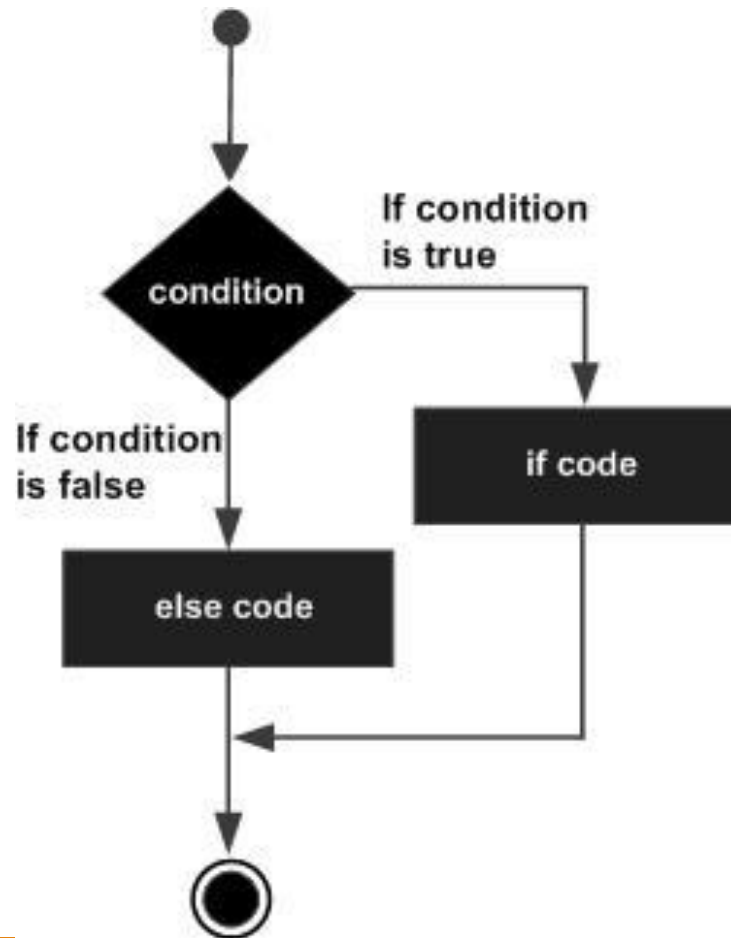 If condition
is true
condition
If condition
is false
if code
else code